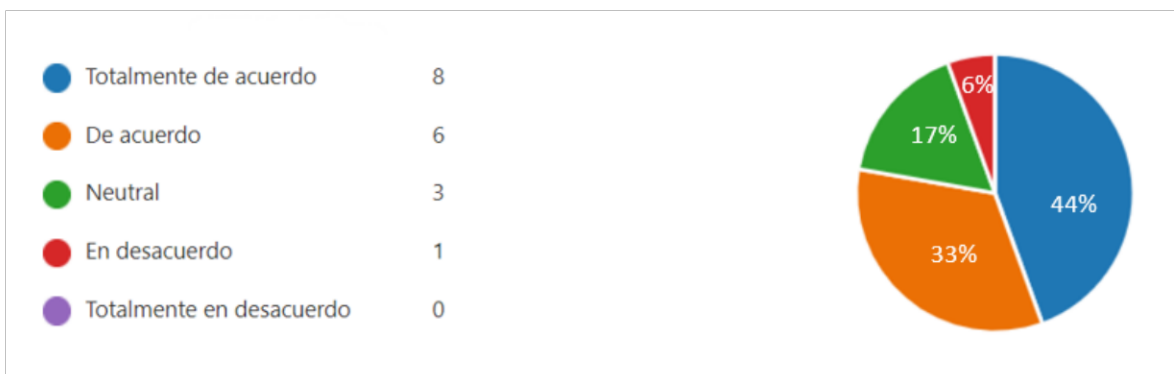 Totalmente de acuerdo 8
De acuerdo 6
Neutral 3
En desacuerdo 1
Totalmente en desacuerdo 0
6%
17%
44%
33%